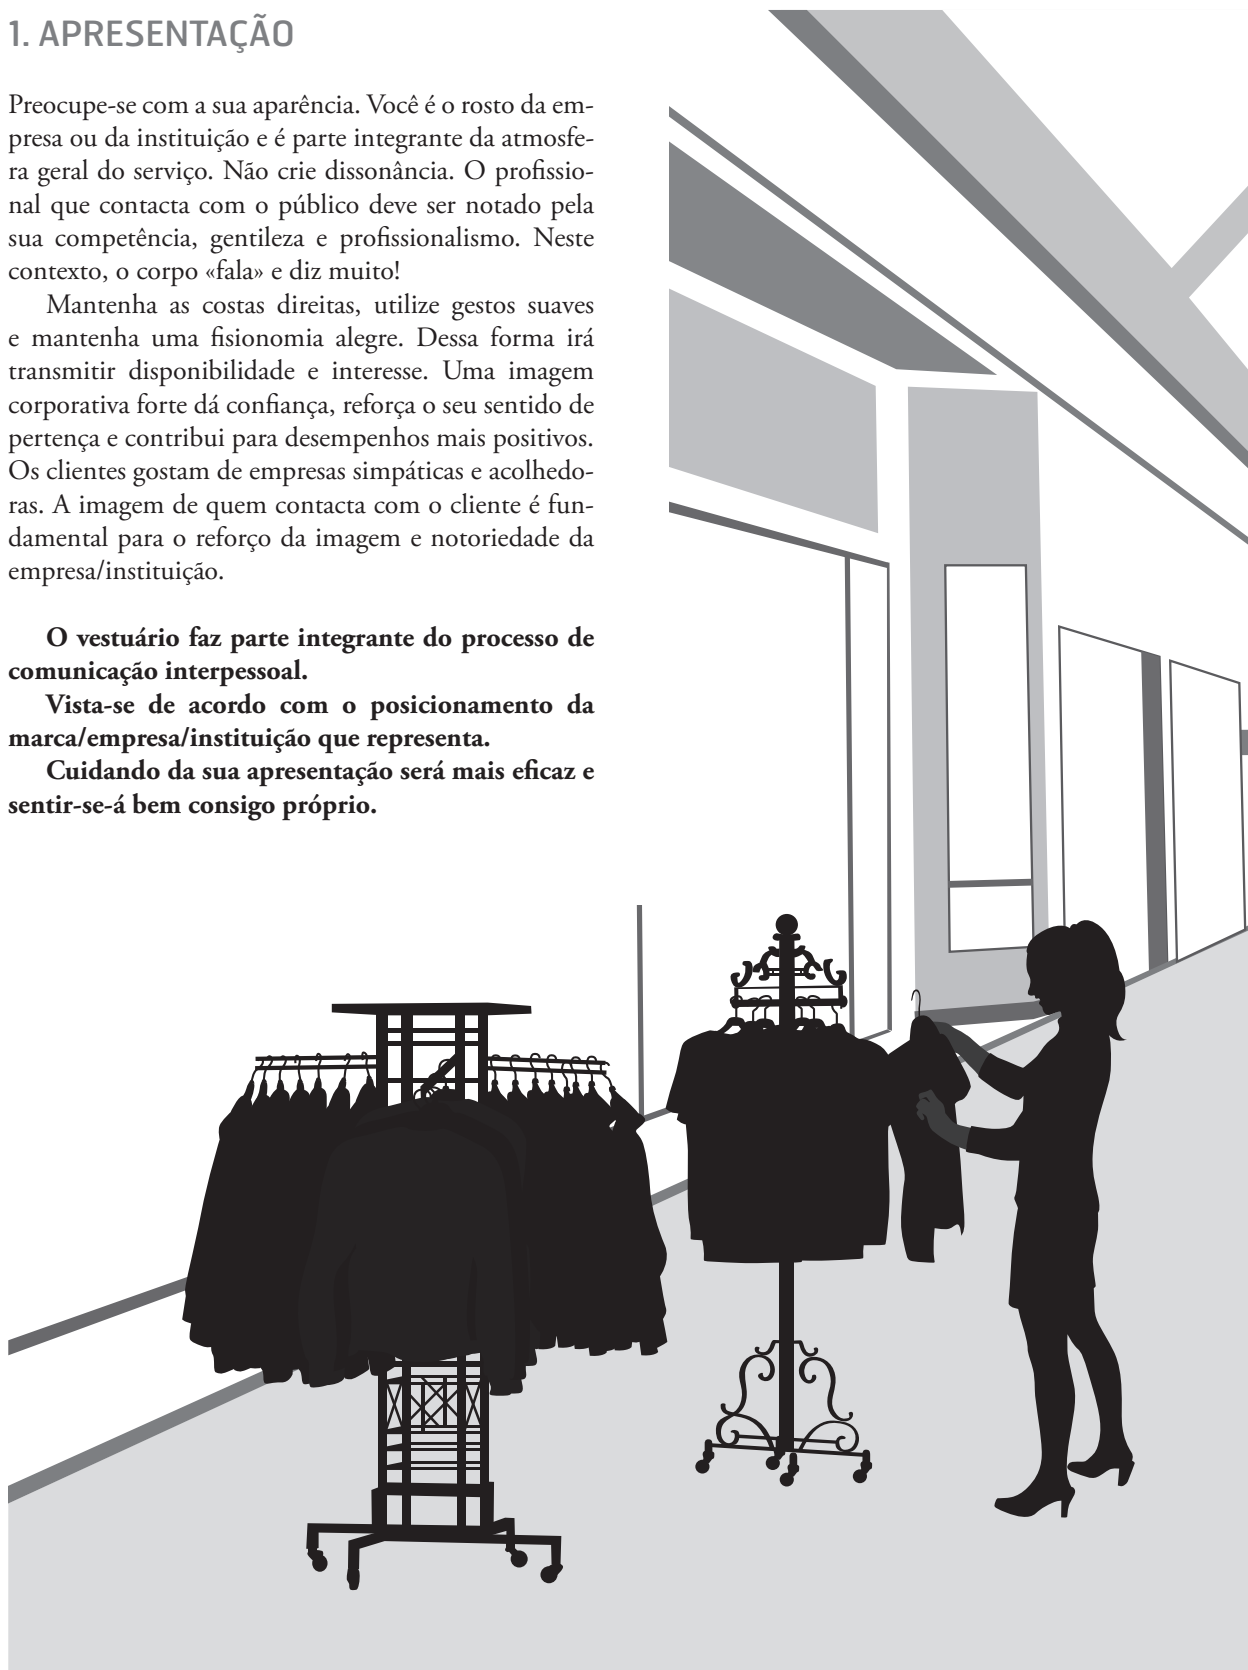 1. APRESENTAÇÃO
Preocupe-se com a sua aparência. Você é o rosto da em-
presa ou da instituição e é parte integrante da atmosfe-
ra geral do serviço. Não crie dissonância. O profissio-
nal que contacta com o público deve ser notado pela
sua competência, gentileza e profissionalismo. Neste
contexto, o corpo «fala» e diz muito!
Mantenha as costas direitas, utilize gestos suaves
e mantenha uma fisionomia alegre. Dessa forma irá
transmitir disponibilidade e interesse. Uma imagem
corporativa forte dá confiança, reforça o seu sentido de
pertença e contribui para desempenhos mais positivos.
Os clientes gostam de empresas simpáticas e acolhedo-
ras. A imagem de quem contacta com o cliente é fun-
damental para o reforço da imagem e notoriedade da
empresa/instituição.
O vestuário faz parte integrante do processo de
comunicação interpessoal.
Vista-se de acordo com o posicionamento da
marca/empresa/instituição que representa.
Cuidando da sua apresentação será mais eficaz e
sentir-se-á bem consigo próprio.